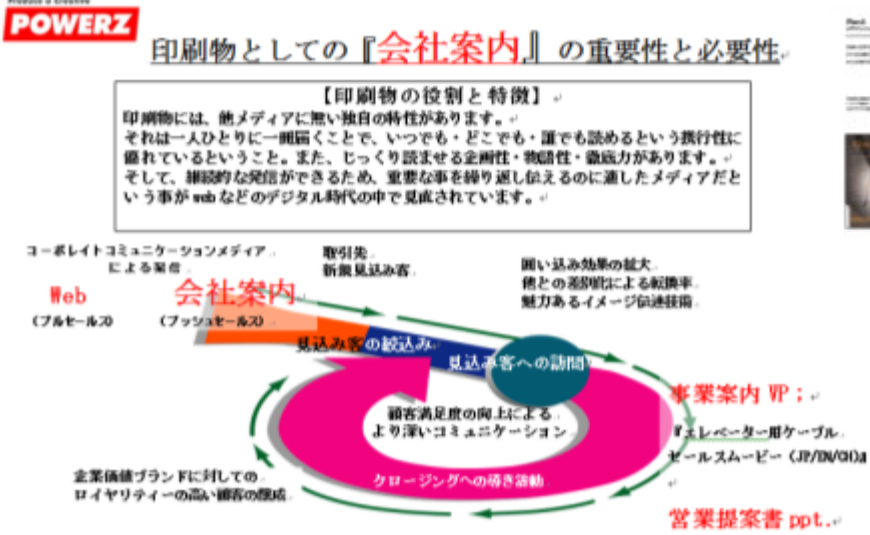 POWERZ
印刷物としての『会社案内』の重要性と必要性
【印刷物の役割と特徴】
印刷物には、他メディアに無い独自の特性があります。
それは一人ひとりに一冊届くことで、いつでも・どこでも・誰でも読めるという携行性に
優れているということ。また、じっくり読ませる企画性・物語性・徹底力があります。
そして、継続的な発信ができるため、重要な事を繰り返し伝えるのに適したメディアだと
いう事が webなどのデジタル時代の中で見直されています。
コーポレイトコミュニケーションメディア
による発信
取引先
新規見込み客
囲い込み効果の拡大
他との差別化による転換率
魅力あるイメージ伝達技術
Web
会社案内
(プルセールス)
(プッシュセールス)
見込み客の絞込み
見込み客への訪問
事業案内 VP；
顧客満足度の向上による
より深いコミュニケーション
『エレベーター用ケーブル
セールスムービー (JP/EN/CH)』
企業価値ブランドに対しての
ロイヤリティーの高い顧客の醸成
クロージングへの導き活動
営業提案書 ppt.